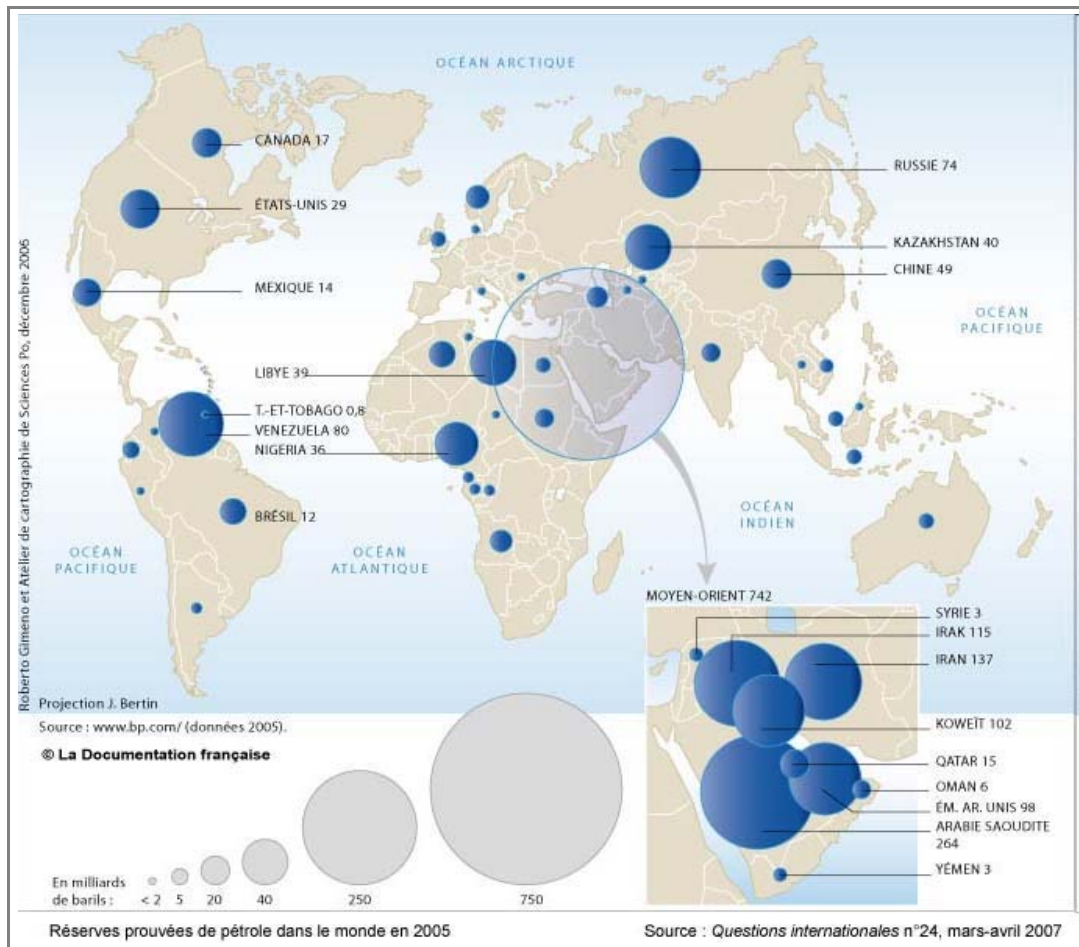 OCÉAN ARCTIQUE
CANADA 17
RUSSIE 74
ÉTATS-UNIS 29
KAZAKHSTAN 40
CHINE 49
MEXIQUE 14
OCÉAN
PACIFIQUE
LIBYE 39
T.-ET-TOBAGO 0,8
VENEZUELA 80
NIGERIA 36
BRÉSIL 12
OCÉAN
INDIEN
OCÉAN
PACIFIQUE
OCÉAN
ATLANTIQUE
MOYEN-ORIENT 742
SYRIE 3
IRAK 115
IRAN 137
KOWEÏT 102
QATAR 15
OMAN 6
ÉM. AR. UNIS 98
ARABIE SAOUDITE
264
YÉMEN 3
Roberto Gimeno et Atelier de cartographie de Sciences Po, décembre 2006
Projection J. Bertin
Source : www.bp.com/ (données 2005).
© La Documentation française
En milliards
de barils : < 2 5 20 40 250 750
Réserves prouvées de pétrole dans le monde en 2005
Source : Questions internationales n°24, mars-avril 2007